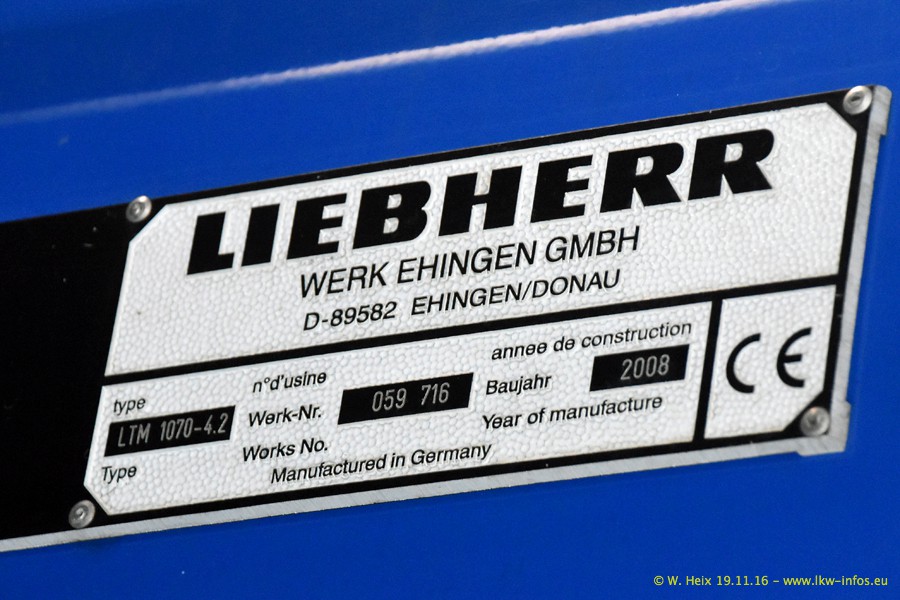 LIEBHERR
WERK EHINGEN GMBH
D-89582 EHINGEN/DONAU
type
LTM 1070-4.2
Type
n°d'usine
Werk-Nr.
Works No.
059 716
annee de construction
Baujahr
2008
Year of manufacture
Manufactured in Germany
CE
© W. Heix 19.11.16 – www.lkw-infos.eu